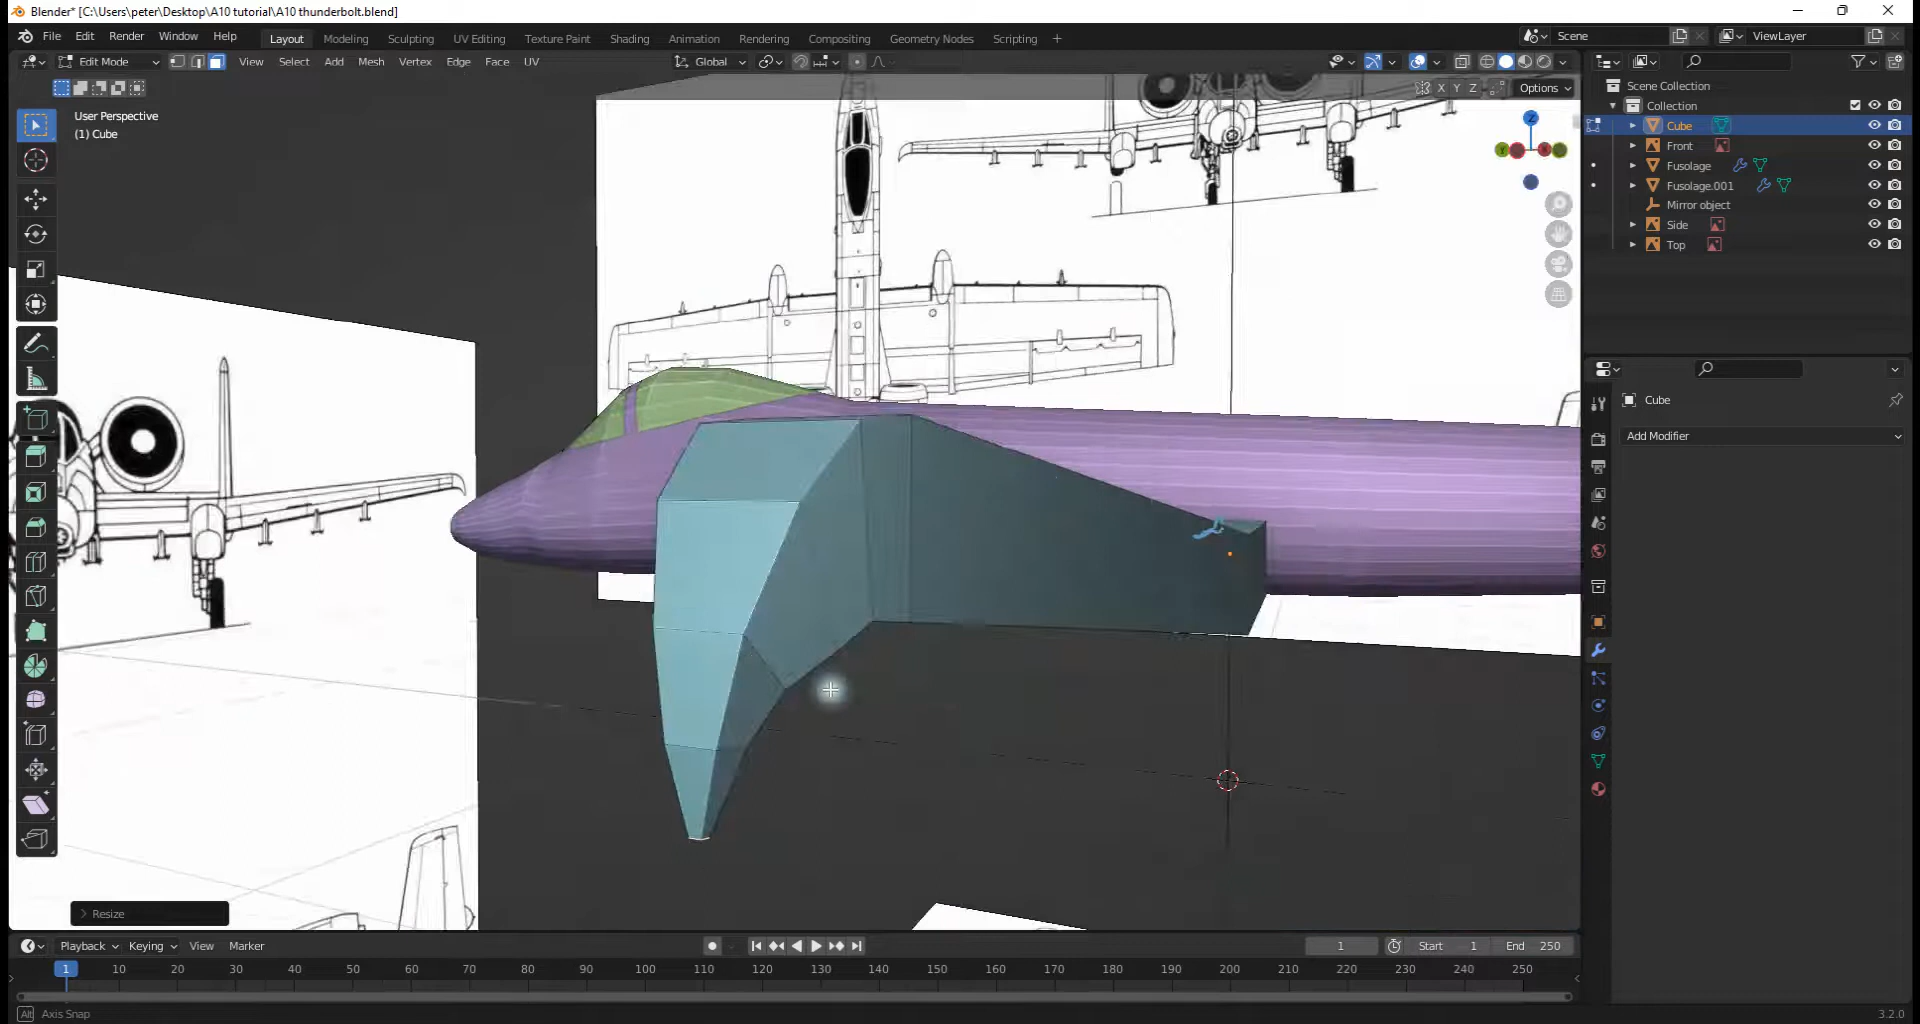 Blender* [C:\Users\peter\Desktop\A10 tutorial\A10 thunderbolt.blend]
File Edit Render Window Help
Layout Modeling Sculpting UV Editing Texture Paint Shading Animation Rendering Compositing Geometry Nodes Scripting +
Scene
ViewLayer
Edit Mode View Select Add Mesh Vertex Edge Face UV
Global
X Y Z Options
User Perspective
(1) Cube
Z
Y
Scene Collection
Collection
Cube
Front
Fusolage
Fusolage.001
Mirror object
Side
Top
Cube
Add Modifier
Resize
Playback Keying View Marker
1 Start 1 End 250
1 10 20 30 40 50 60 70 80 90 100 110 120 130 140 150 160 170 180 190 200 210 220 230 240 250
Alt Axis Snap
3.2.0